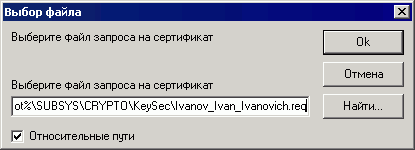 Выбор файла
Выберите файл запроса на сертификат
Ok
Отмена
Выберите файл запроса на сертификат
ot%\SUBSYS\CRYPTO\KeySec\Ivanov_Ivan_Ivanovich.req
Найти...
Относительные пути